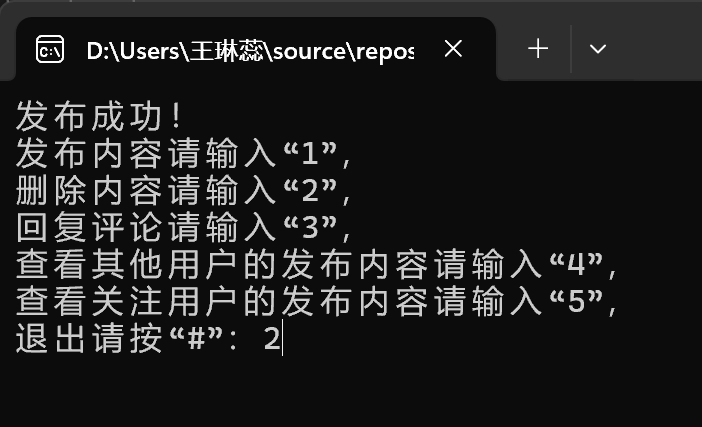 D:\Users\王琳蕊\source\repos
发布成功！
发布内容请输入“1”，
删除内容请输入“2”，
回复评论请输入“3”，
查看其他用户的发布内容请输入“4”，
查看关注用户的发布内容请输入“5”，
退出请按“#”： 2